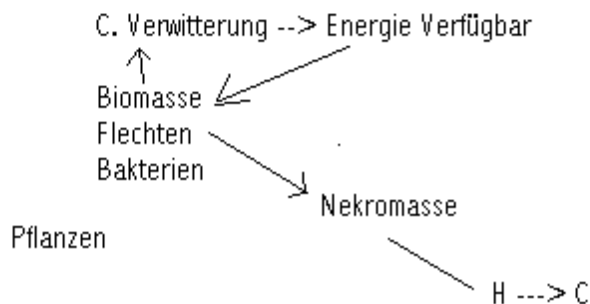 C. Verwitterung --> Energie Verfügbar
Biomasse
Flechten
Bakterien
Nekromasse
Pflanzen
H ---> C